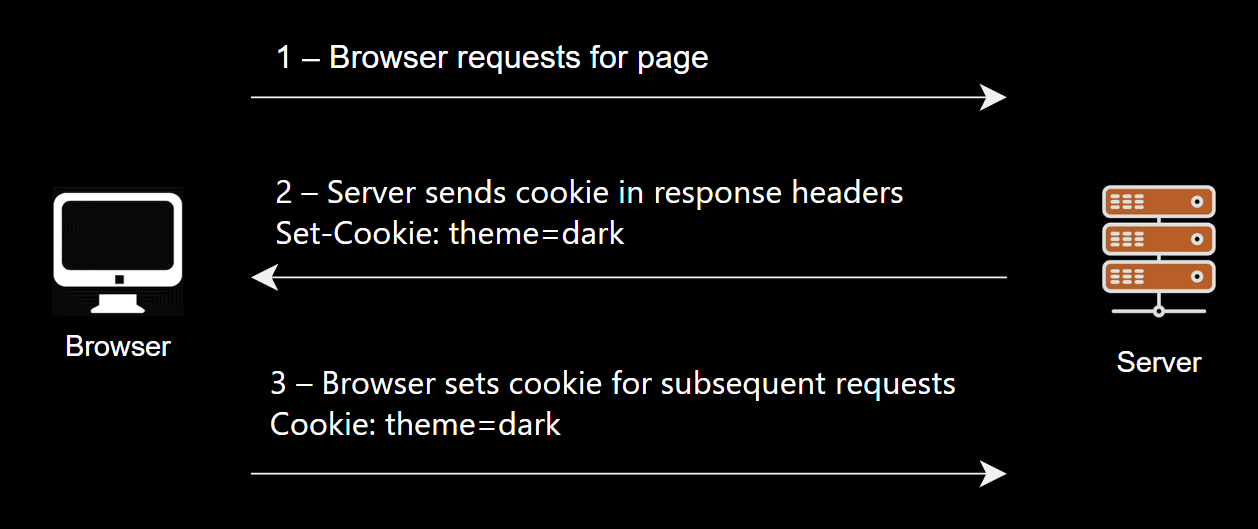 1 – Browser requests for page
2 – Server sends cookie in response headers
Set-Cookie: theme=dark
Browser
Server
3 – Browser sets cookie for subsequent requests
Cookie: theme=dark